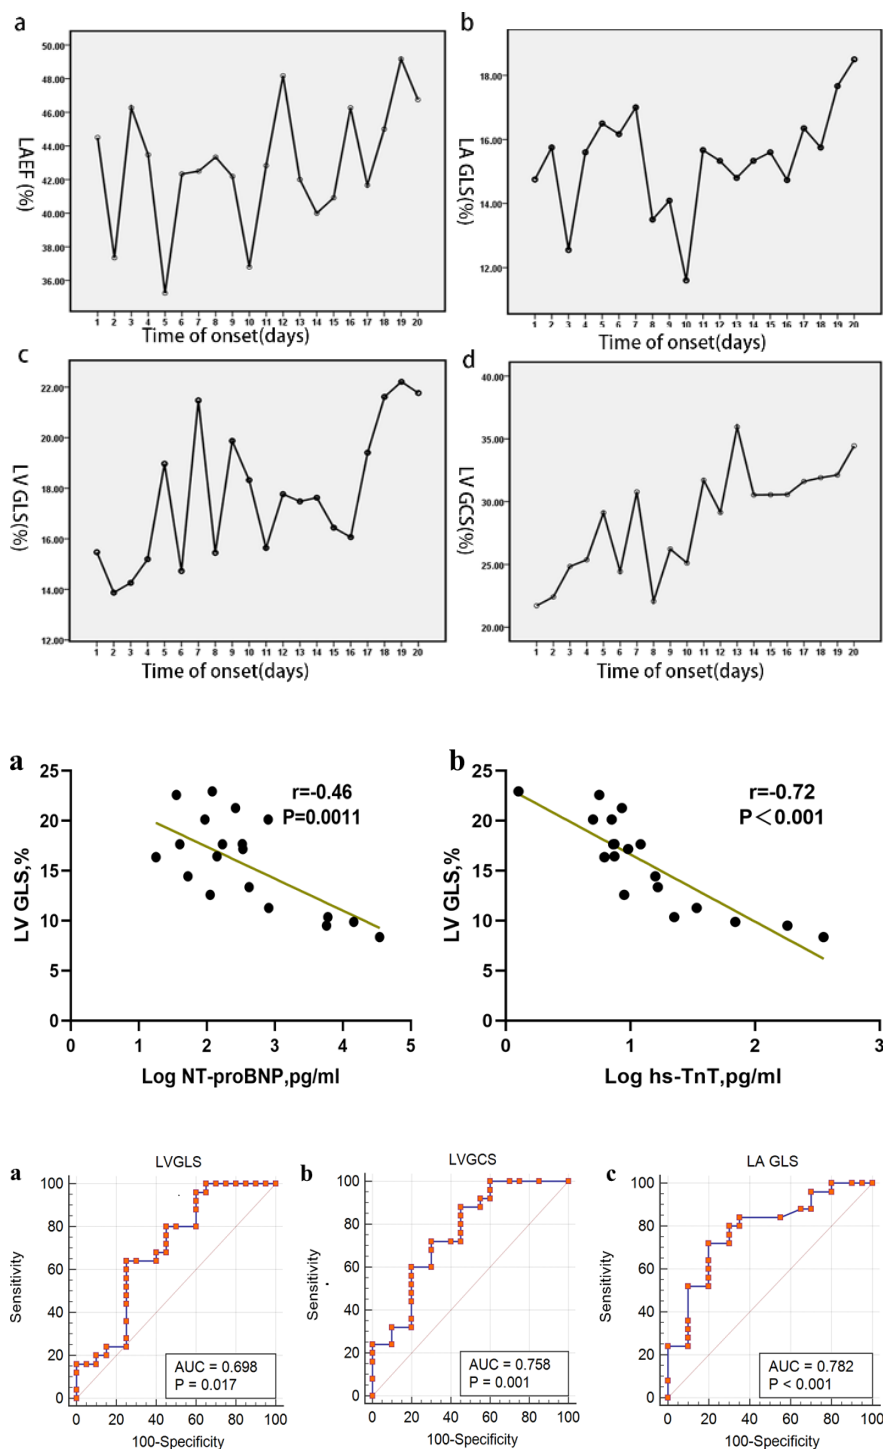 a
50.00
48.00
46.00
44.00
42.00
40.00
38.00
36.00
LAEF (%)
1 2 3 4 5 6 7 8 9 10 11 12 13 14 15 16 17 18 19 20
Time of onset(days)
b
18.00
16.00
14.00
12.00
LA GLS(%)
1 2 3 4 5 6 7 8 9 10 11 12 13 14 15 16 17 18 19 20
Time of onset(days)
c
22.00
20.00
18.00
16.00
14.00
12.00
LV GLS(%)
1 2 3 4 5 6 7 8 9 10 11 12 13 14 15 16 17 18 19 20
Time of onset(days)
d
40.00
35.00
30.00
25.00
20.00
LV GCS(%)
1 2 3 4 5 6 7 8 9 10 11 12 13 14 15 16 17 18 19 20
Time of onset(days)
a
25
20
15
10
5
0
LV GLS,%
r=-0.46
P=0.0011
0 1 2 3 4 5
Log NT-proBNP,pg/ml
b
25
20
15
10
5
0
LV GLS,%
r=-0.72
P<0.001
0 1 2 3
Log hs-TnT,pg/ml
a
LVGLS
100
80
60
40
20
0
Sensitivity
AUC = 0.698
P = 0.017
0 20 40 60 80 100
100-Specificity
b
LVGCS
100
80
60
40
20
0
Sensitivity
AUC = 0.758
P = 0.001
0 20 40 60 80 100
100-Specificity
c
LA GLS
100
80
60
40
20
0
Sensitivity
AUC = 0.782
P < 0.001
0 20 40 60 80 100
100-Specificity